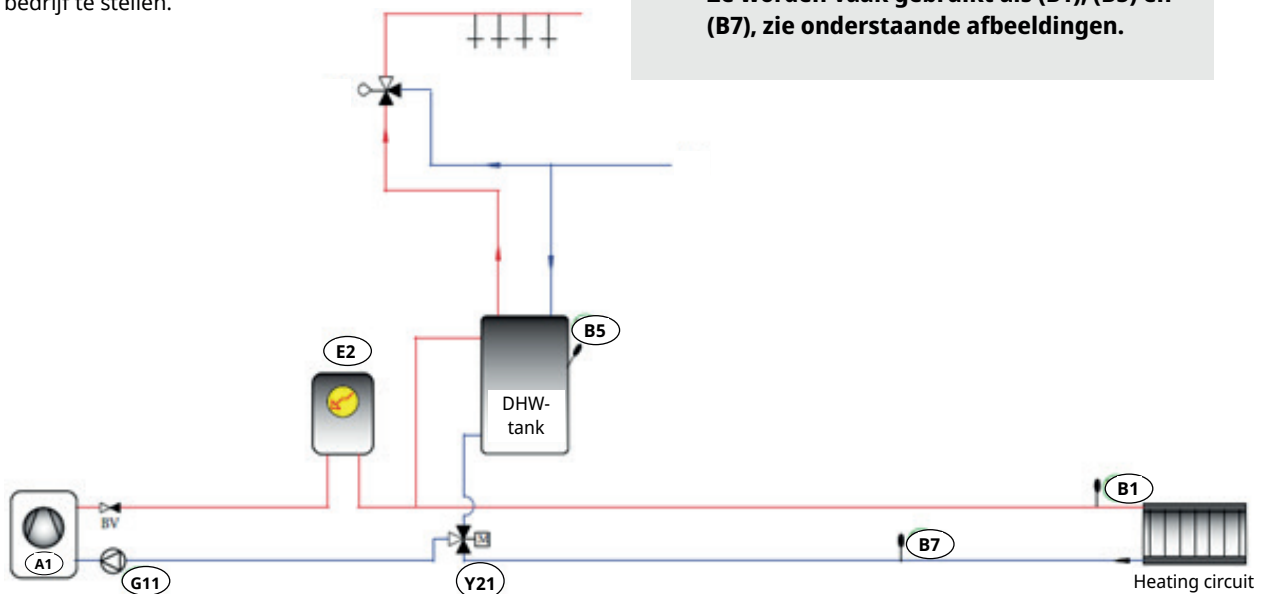 bedrijf te stellen.
(B7), zie onderstaande afbeeldingen.
E2
B5
DHW-
tank
B1
BV
A1
G11
M
Y21
B7
Heating circuit